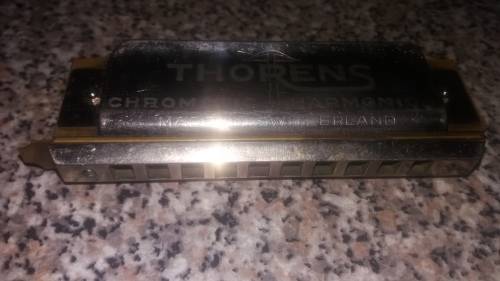 THORENS
CHROMATIC HARMONICA
MADE IN SWITZERLAND